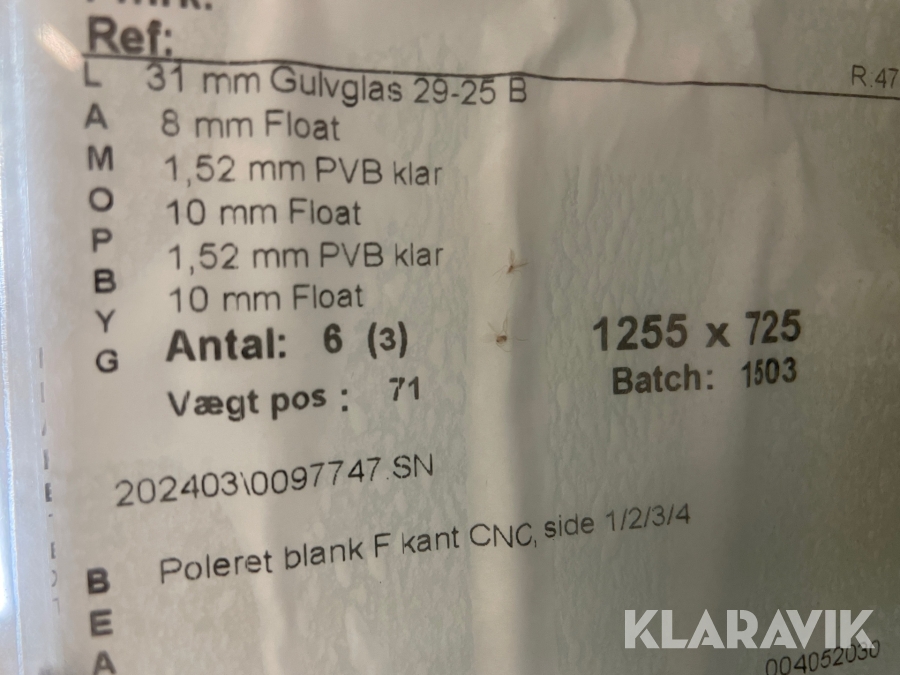 Ref:
R.47
31 mm Gulvglas 29-25 B
8 mm Float
1,52 mm PVB klar
10 mm Float
1,52 mm PVB klar
10 mm Float
L
A
M
O
P
B
Y
G
Antal: 6 (3)
1255 x 725
Vægt pos : 71
Batch: 1503
202403\0097747.SN
Poleret blank F kant CNC, side 1/2/3/4
B
E
A
KLARAVIK
004052030